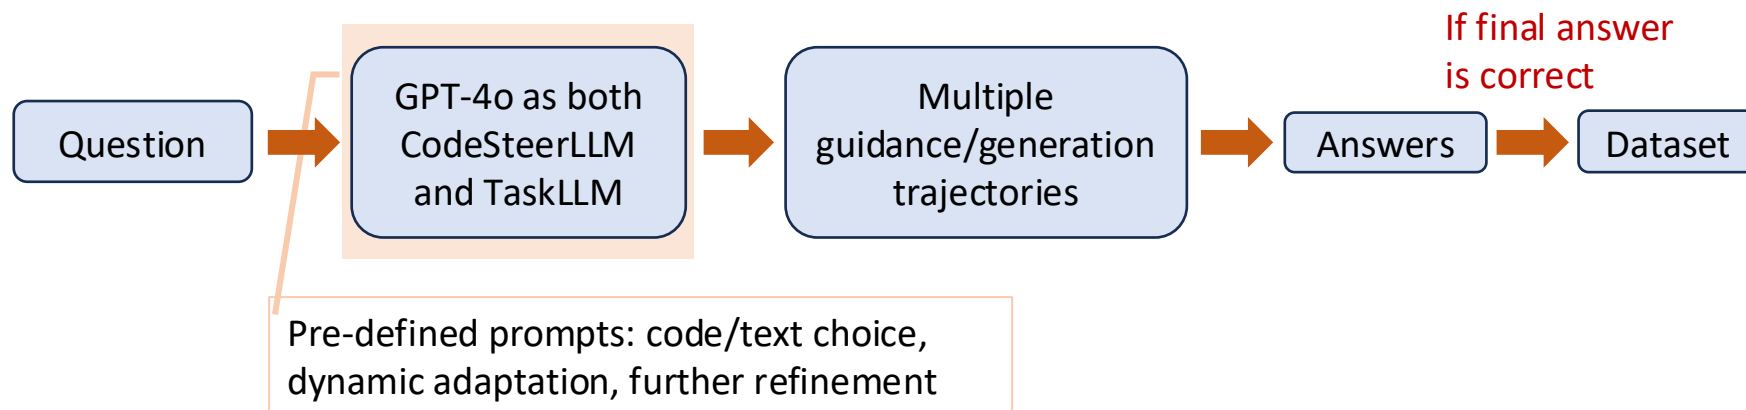 Question
GPT-4o as both
CodeSteerLLM
and TaskLLM
Multiple
guidance/generation
trajectories
Answers
If final answer
is correct
Dataset
Pre-defined prompts: code/text choice,
dynamic adaptation, further refinement